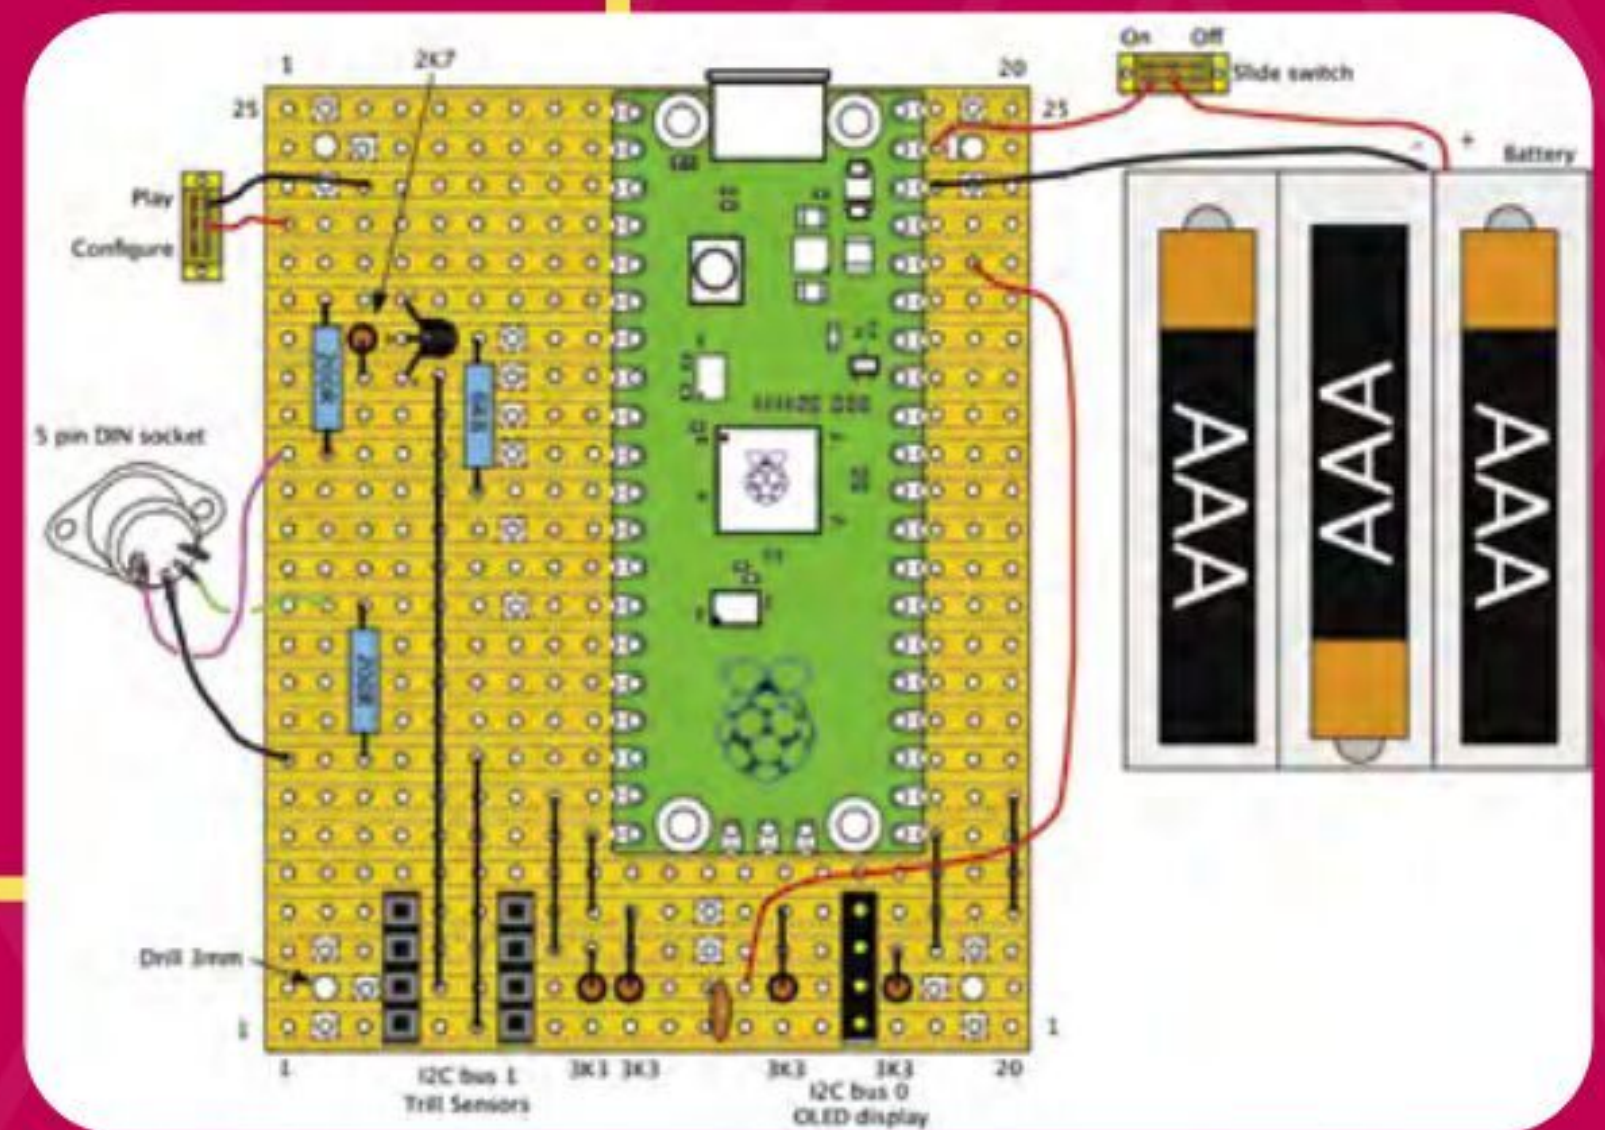 On Off
Slide switch
1
2K7
20
25
25
Play
Configure
- +
Battery
5 pin DIN socket
AAA
AAA
AAA
Drill 3mm
1
1
1
I2C bus 1
Trill Sensors
3K3 3K3
3K3
3K3
I2C bus 0
OLED display
20